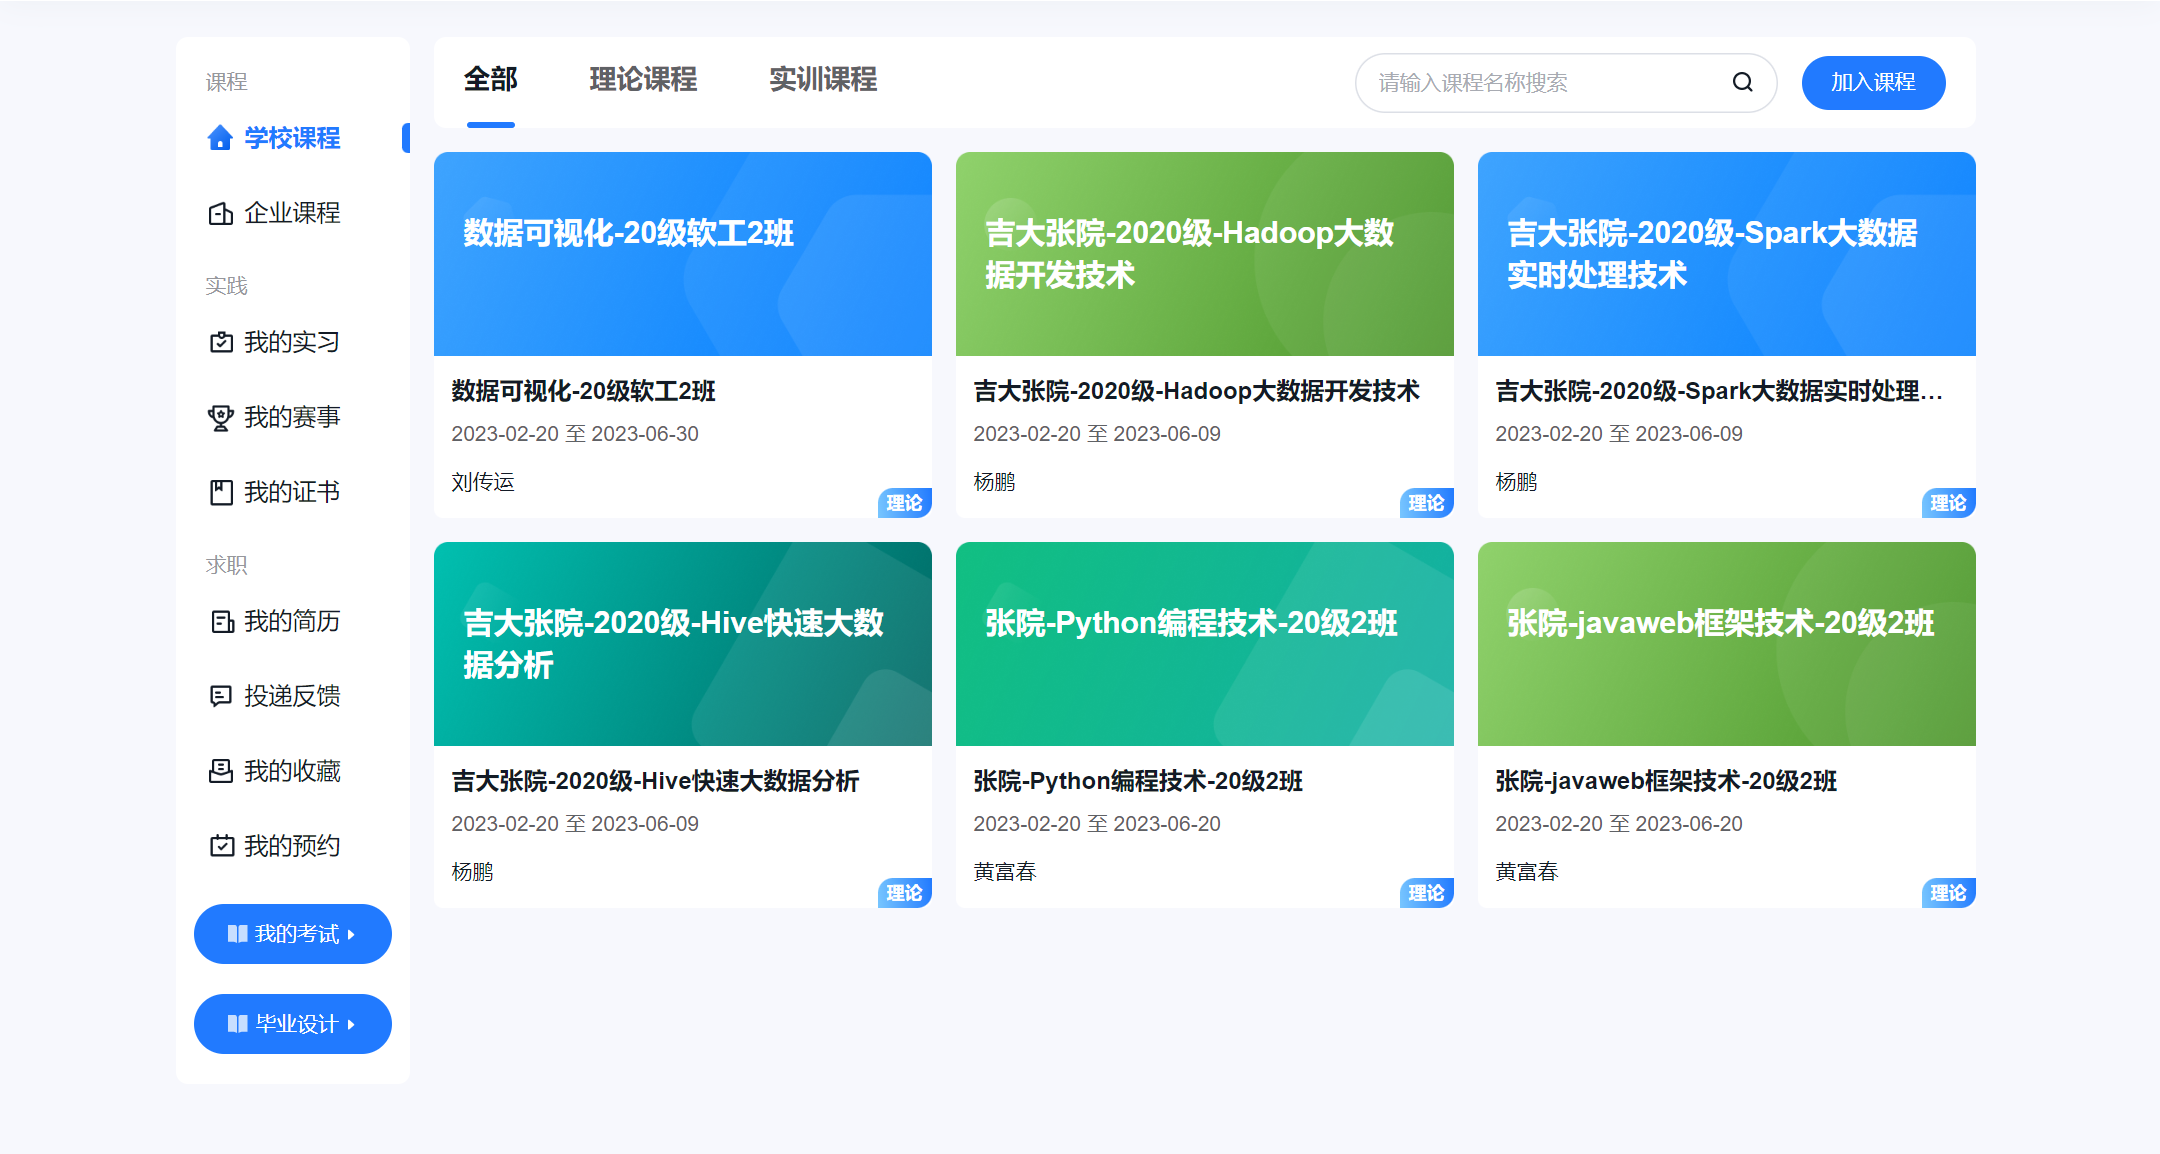 课程
学校课程
企业课程
实践
我的实习
我的赛事
我的证书
求职
我的简历
投递反馈
我的收藏
我的预约
我的考试
毕业设计
全部
理论课程
实训课程
请输入课程名称搜索
加入课程
数据可视化-20级软工2班
数据可视化-20级软工2班
2023-02-20 至 2023-06-30
刘传运
理论
吉大张院-2020级-Hadoop大数
据开发技术
吉大张院-2020级-Hadoop大数据开发技术
2023-02-20 至 2023-06-09
杨鹏
理论
吉大张院-2020级-Spark大数据
实时处理技术
吉大张院-2020级-Spark大数据实时处理...
2023-02-20 至 2023-06-09
杨鹏
理论
吉大张院-2020级-Hive快速大数
据分析
吉大张院-2020级-Hive快速大数据分析
2023-02-20 至 2023-06-09
杨鹏
理论
张院-Python编程技术-20级2班
张院-Python编程技术-20级2班
2023-02-20 至 2023-06-20
黄富春
理论
张院-javaweb框架技术-20级2班
张院-javaweb框架技术-20级2班
2023-02-20 至 2023-06-20
黄富春
理论